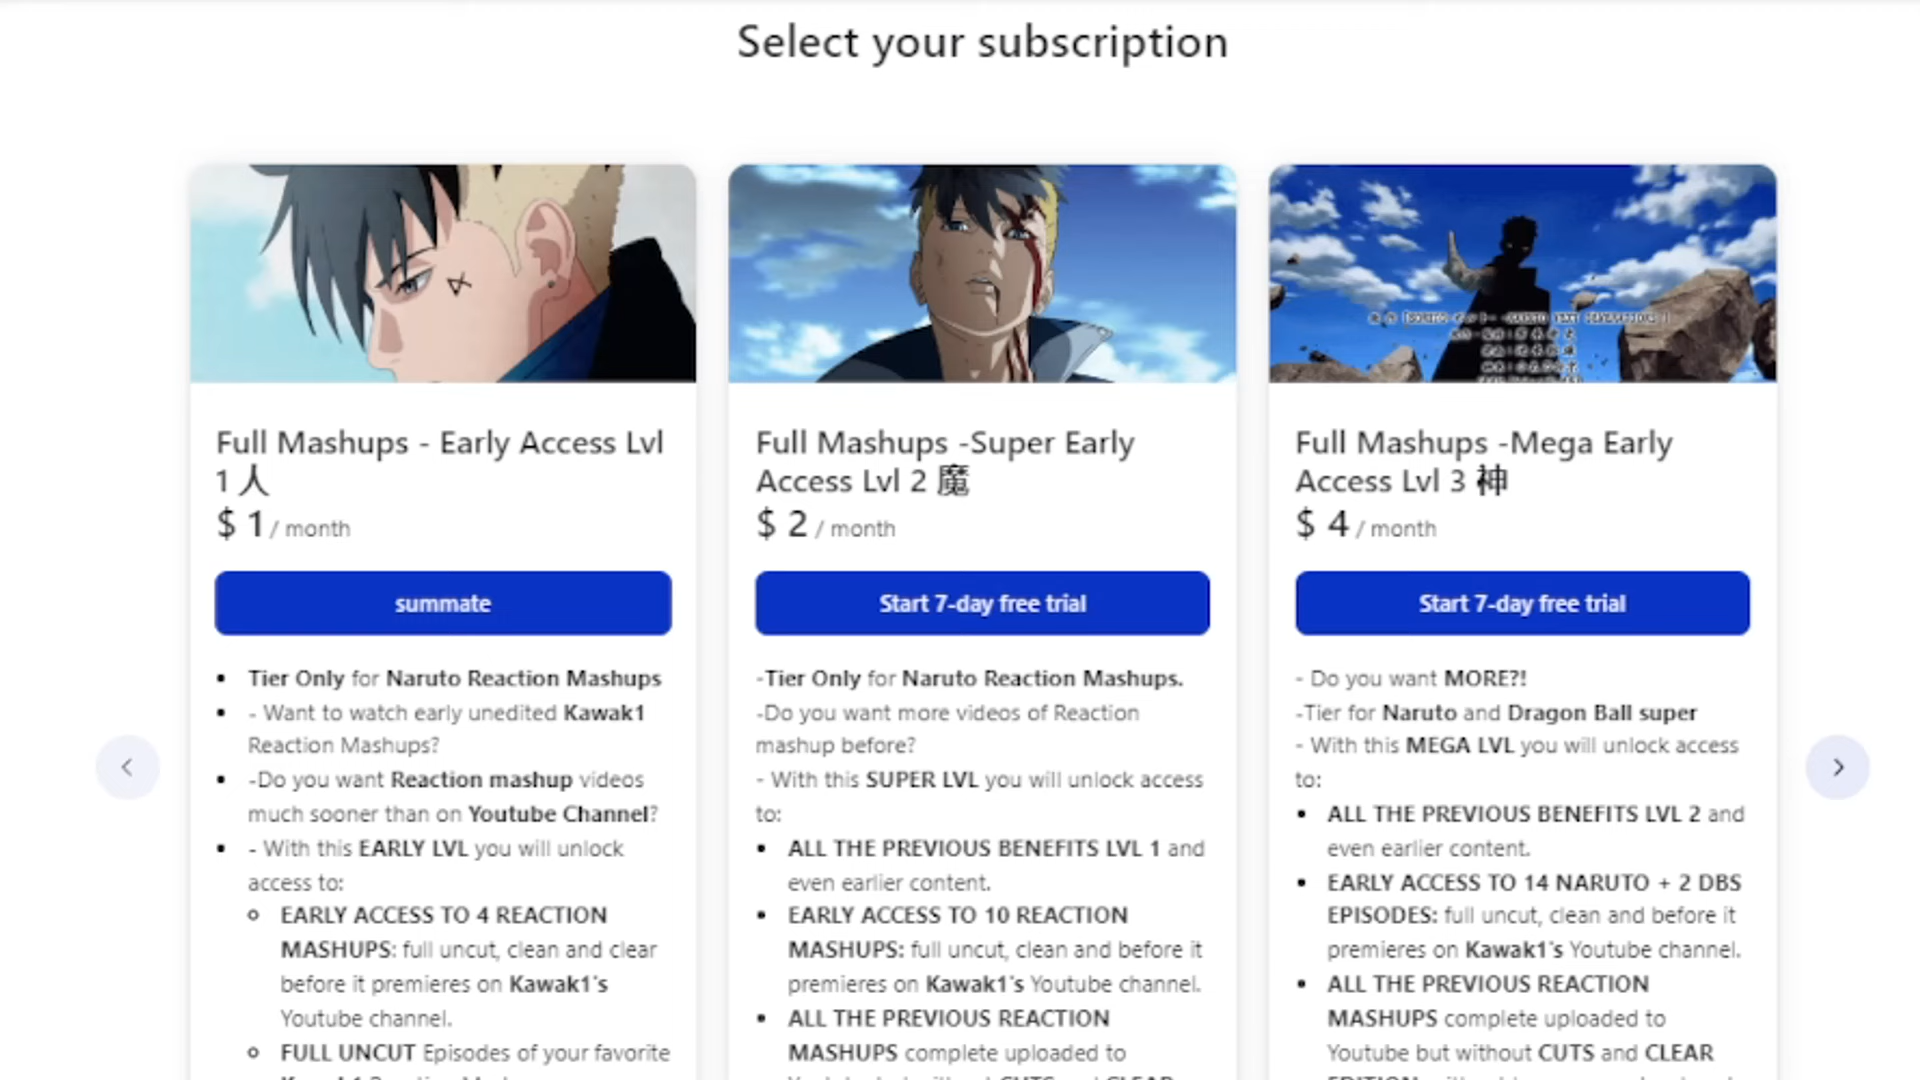 Select your subscription
Full Mashups - Early Access Lvl
1 人
$ 1 / month
summate
Tier Only for Naruto Reaction Mashups
- Want to watch early unedited Kawak1
Reaction Mashups?
-Do you want Reaction mashup videos
much sooner than on Youtube Channel?
- With this EARLY LVL you will unlock
access to:
EARLY ACCESS TO 4 REACTION
MASHUPS: full uncut, clean and clear
before it premieres on Kawak1's
Youtube channel.
FULL UNCUT Episodes of your favorite
Full Mashups -Super Early
Access Lvl 2 魔
$ 2 / month
Start 7-day free trial
-Tier Only for Naruto Reaction Mashups.
-Do you want more videos of Reaction
mashup before?
- With this SUPER LVL you will unlock access
to:
ALL THE PREVIOUS BENEFITS LVL 1 and
even earlier content.
EARLY ACCESS TO 10 REACTION
MASHUPS: full uncut, clean and before it
premieres on Kawak1's Youtube channel.
ALL THE PREVIOUS REACTION
MASHUPS complete uploaded to
Full Mashups -Mega Early
Access Lvl 3 神
$ 4 / month
Start 7-day free trial
- Do you want MORE?!
-Tier for Naruto and Dragon Ball super
- With this MEGA LVL you will unlock access
to:
ALL THE PREVIOUS BENEFITS LVL 2 and
even earlier content.
EARLY ACCESS TO 14 NARUTO + 2 DBS
EPISODES: full uncut, clean and before it
premieres on Kawak1's Youtube channel.
ALL THE PREVIOUS REACTION
MASHUPS complete uploaded to
Youtube but without CUTS and CLEAR